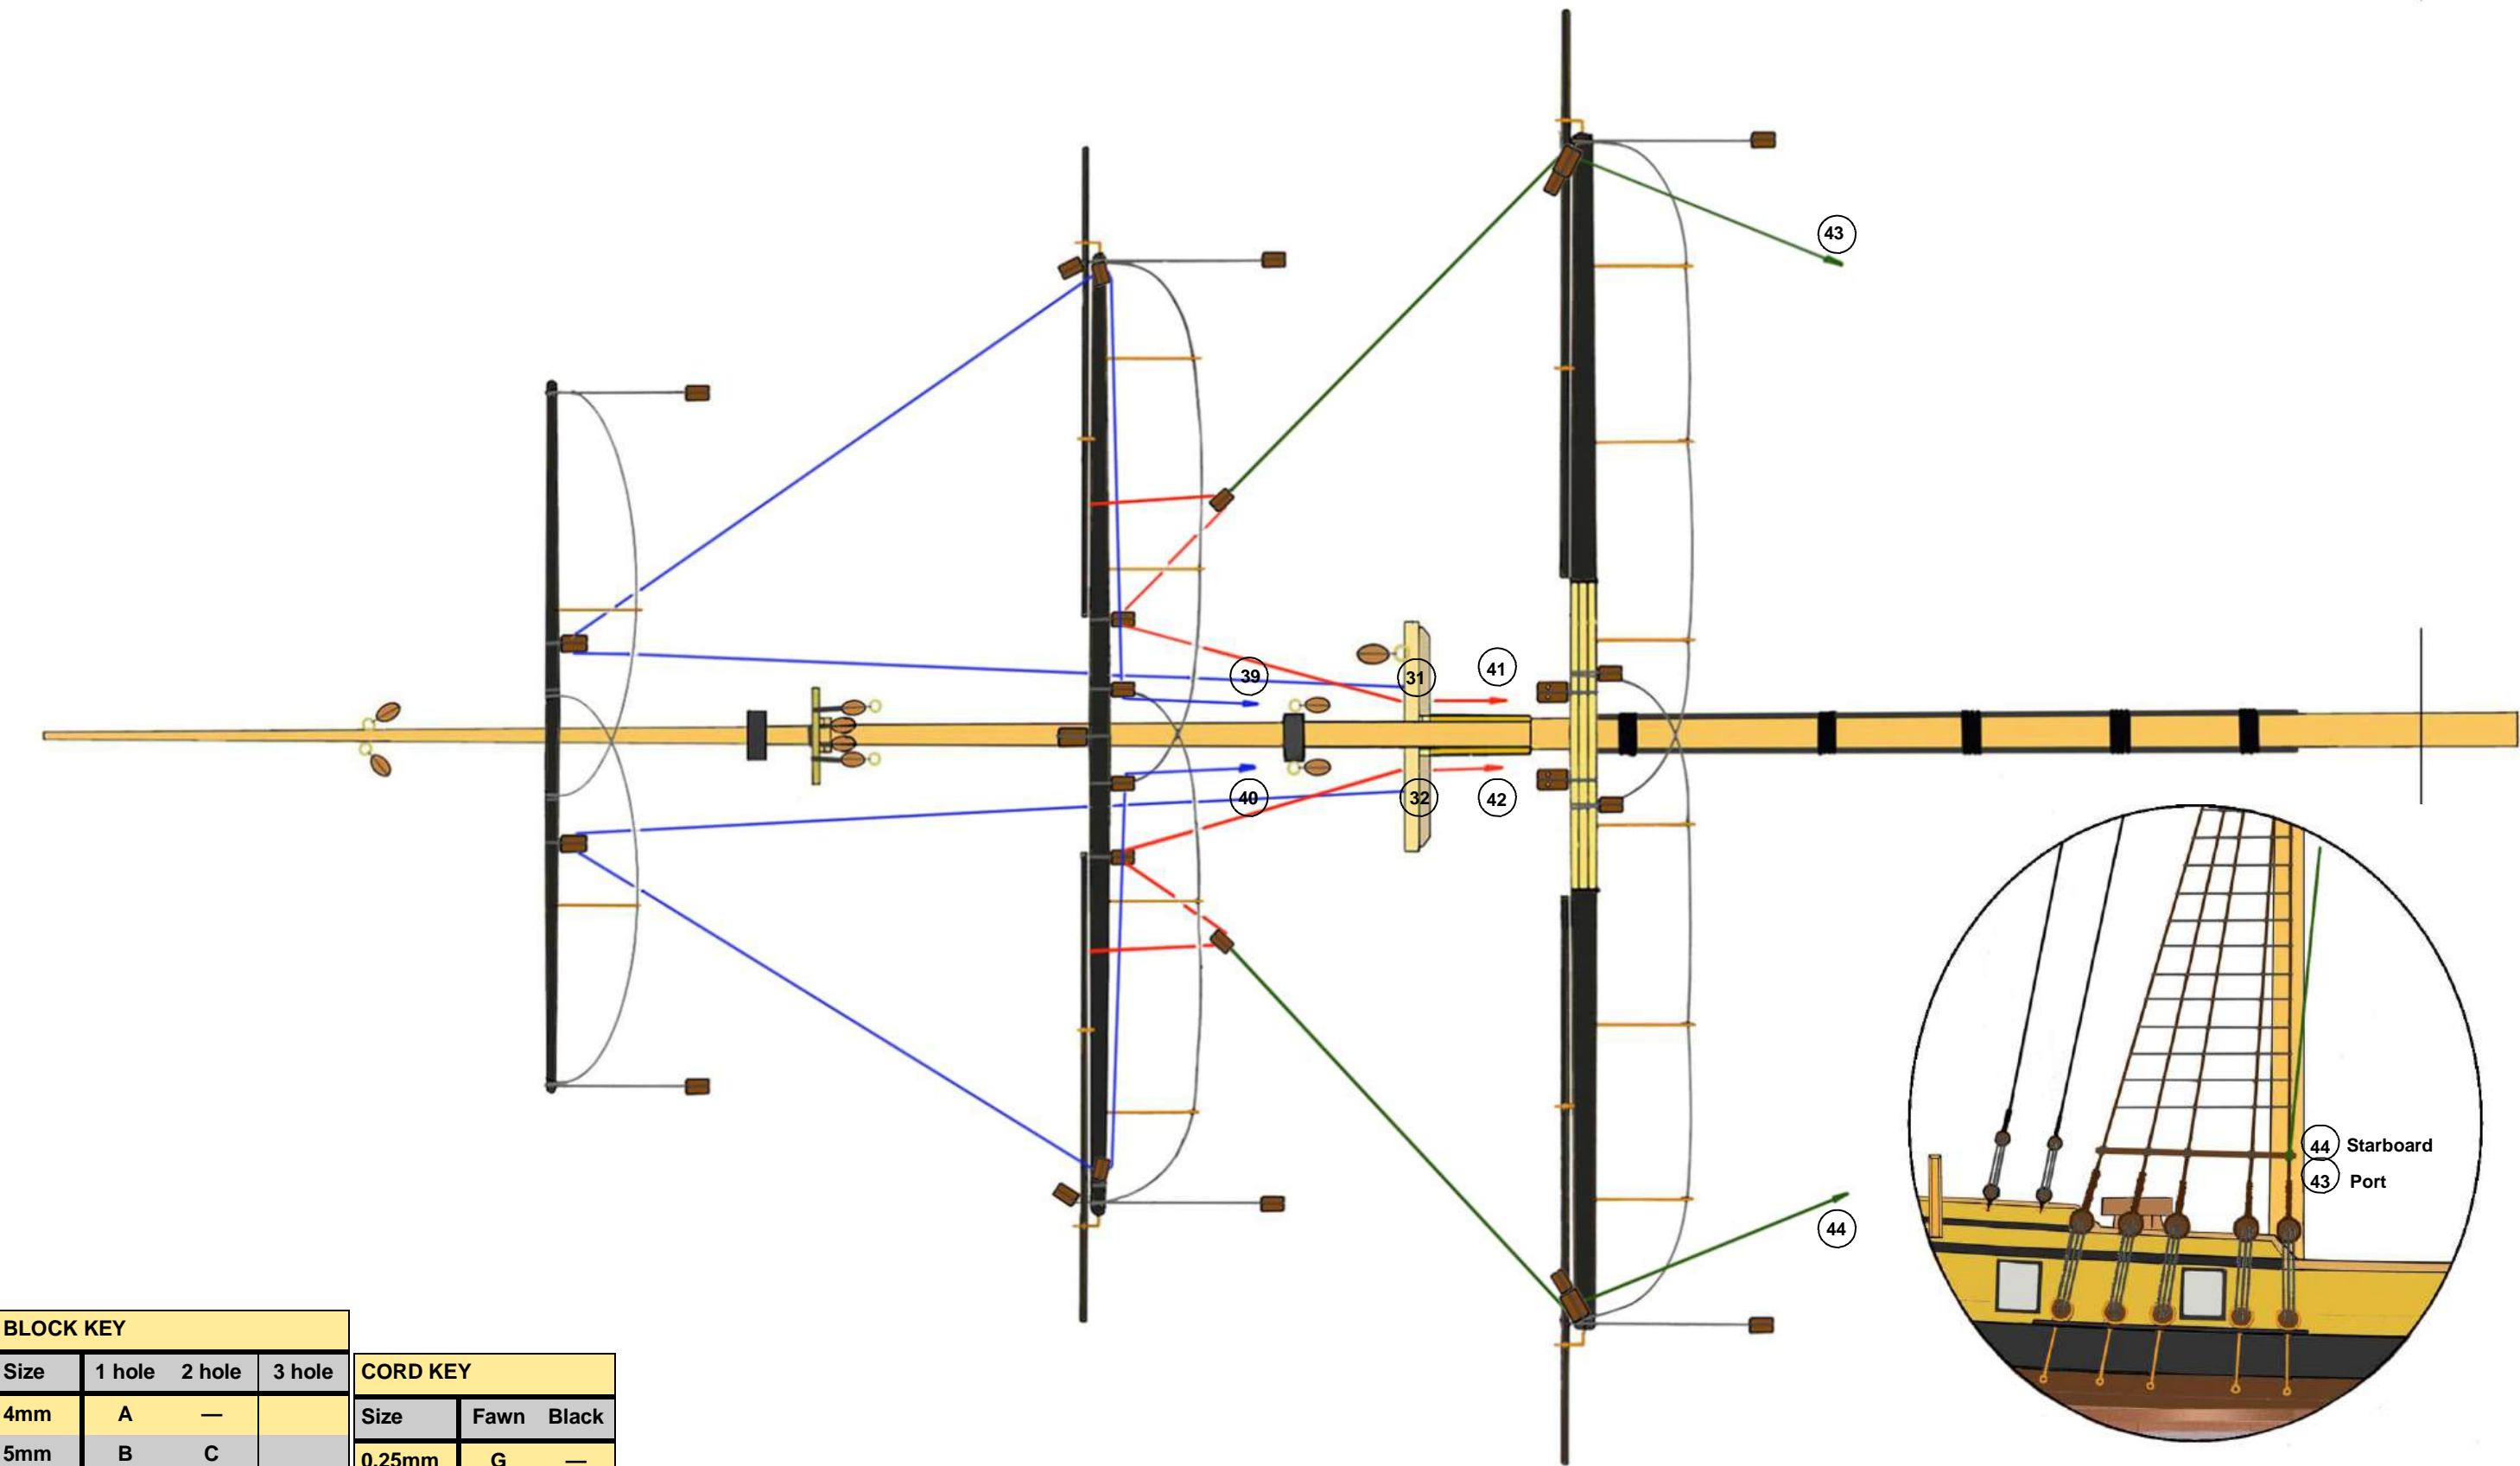 43
39
31
41
40
32
42
44 Starboard
43 Port
44
BLOCK KEY
Size 1 hole 2 hole 3 hole
4mm A —
5mm B C
CORD KEY
Size Fawn Black
0.25mm G —